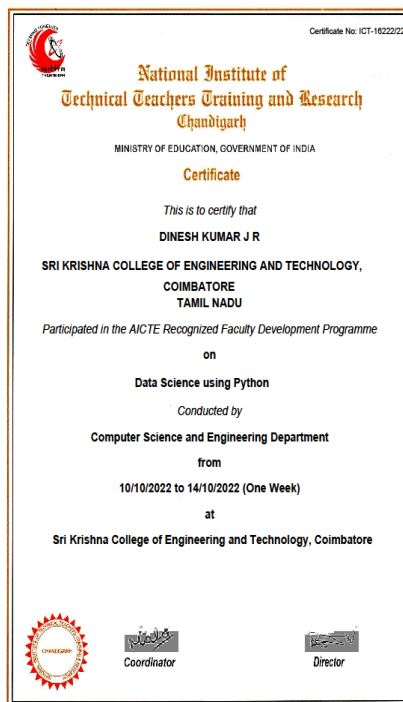 Certificate No: ICT-16222/22
National Institute of
Technical Teachers Training and Research
Chandigarh
MINISTRY OF EDUCATION, GOVERNMENT OF INDIA
Certificate
This is to certify that
DINESH KUMAR J R
SRI KRISHNA COLLEGE OF ENGINEERING AND TECHNOLOGY,
COIMBATORE
TAMIL NADU
Participated in the AICTE Recognized Faculty Development Programme
on
Data Science using Python
Conducted by
Computer Science and Engineering Department
from
10/10/2022 to 14/10/2022 (One Week)
at
Sri Krishna College of Engineering and Technology, Coimbatore
CHANDIGARH
Coordinator
Director